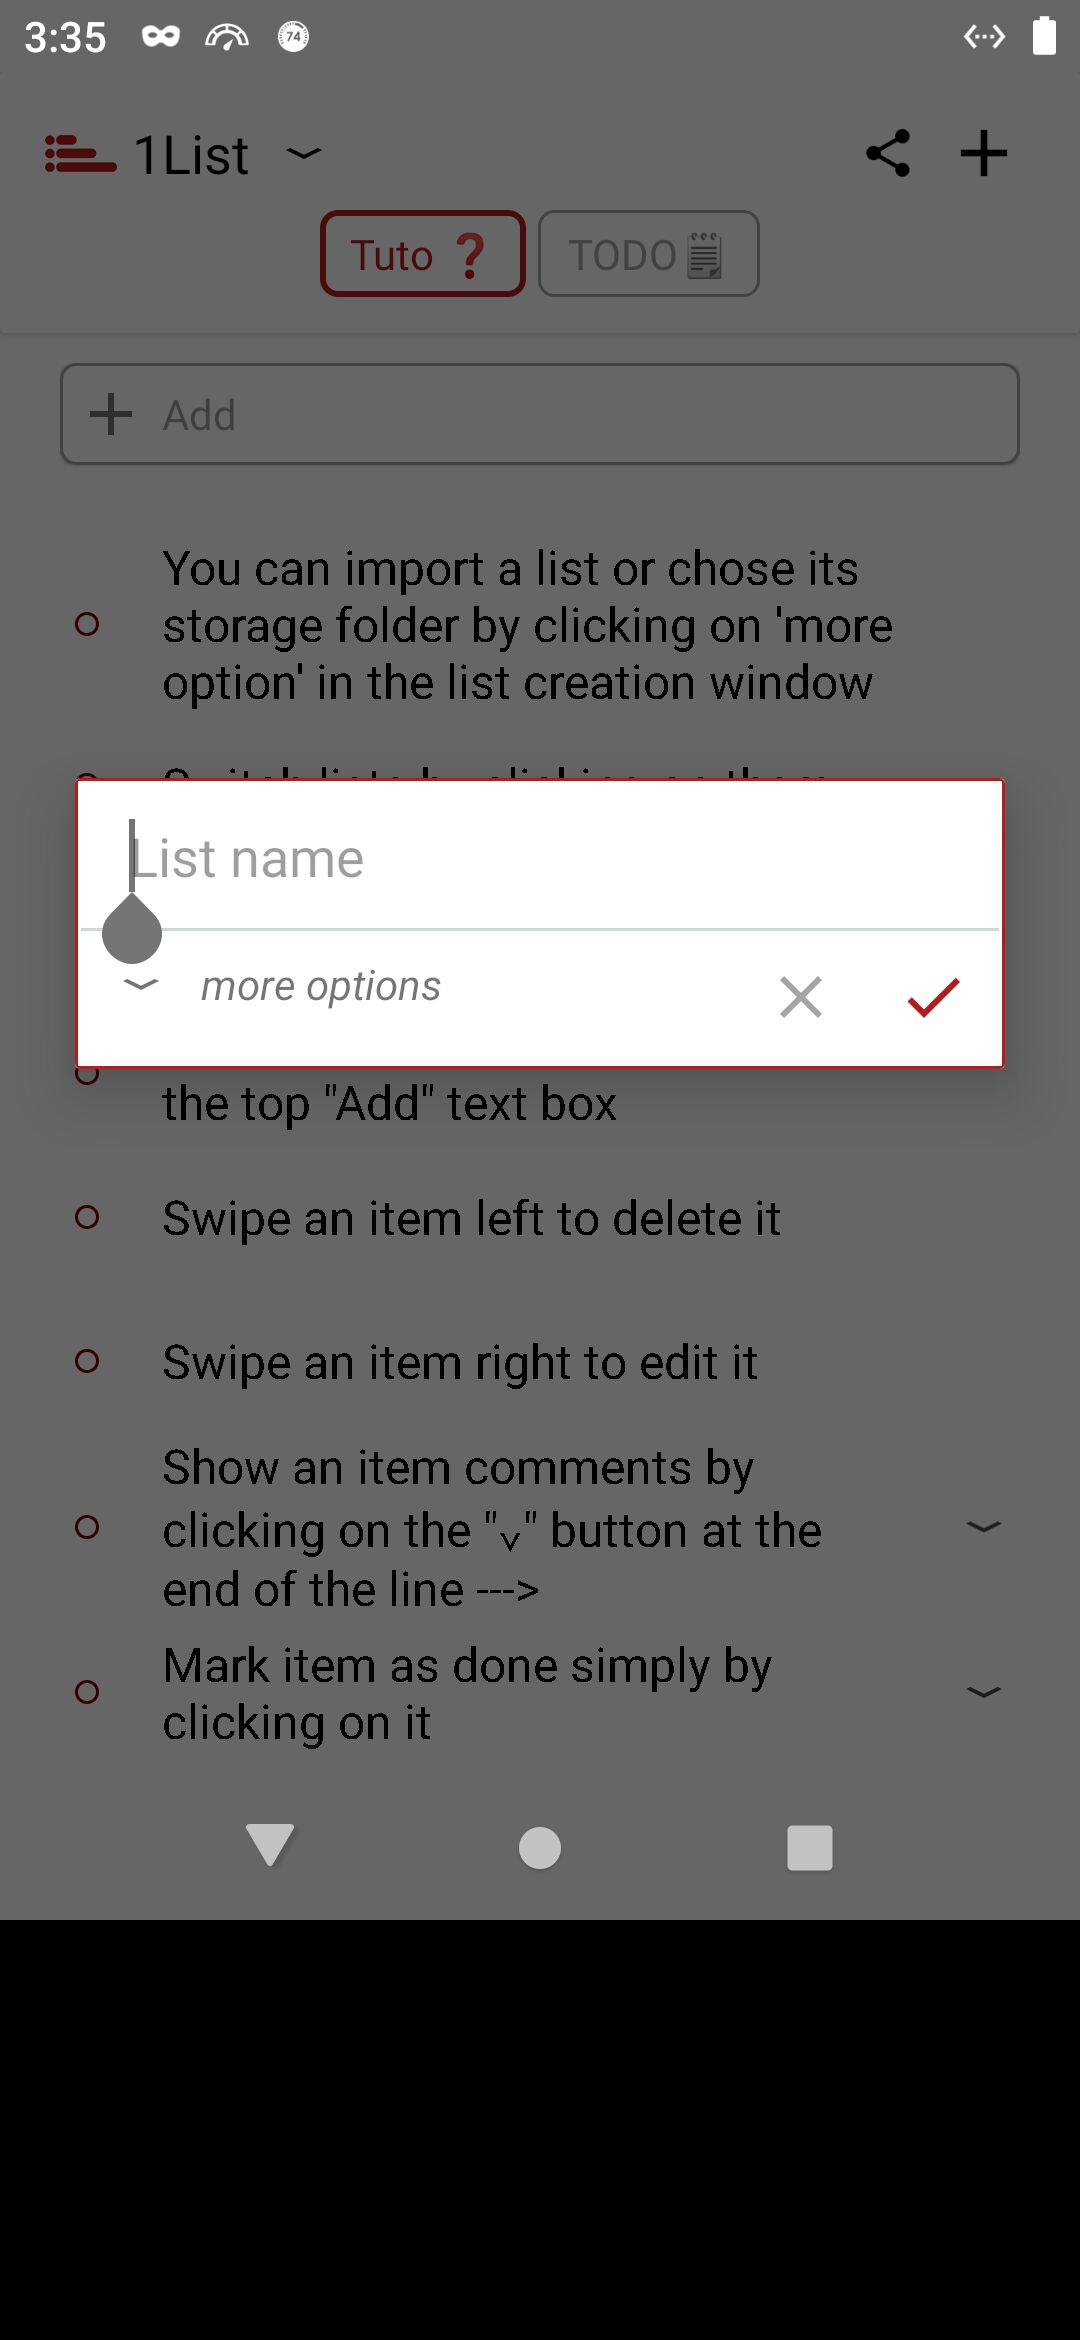 3:35
74
1List
Tuto ❓
TODO
Add
You can import a list or chose its
storage folder by clicking on 'more
option' in the list creation window
List name
more options
the top "Add" text box
Swipe an item left to delete it
Swipe an item right to edit it
Show an item comments by
clicking on the "˅" button at the
end of the line --->
Mark item as done simply by
clicking on it